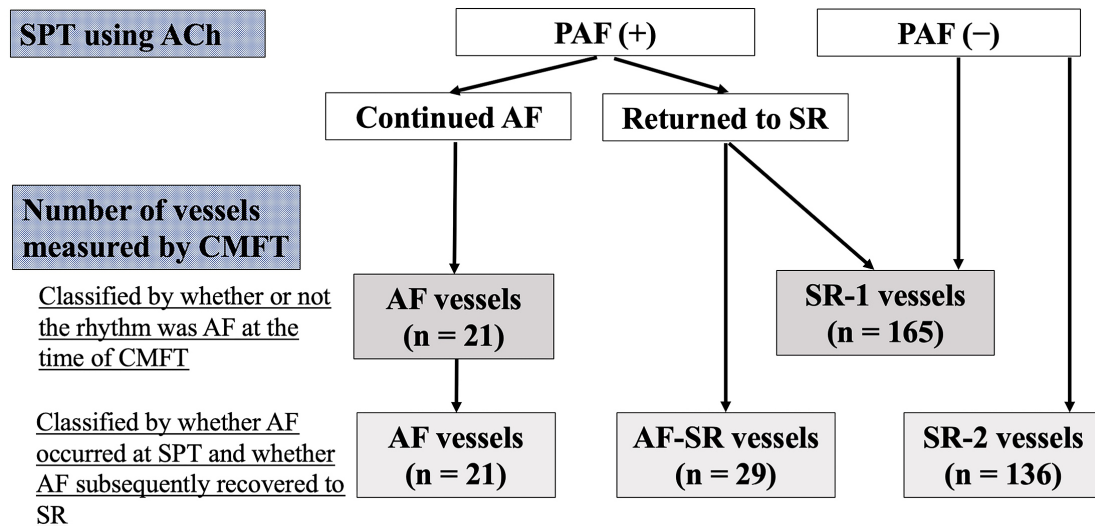 SPT using ACh
PAF (+)
PAF (−)
Continued AF
Returned to SR
Number of vessels
measured by CMFT
Classified by whether or not
the rhythm was AF at the
time of CMFT
AF vessels
(n = 21)
SR-1 vessels
(n = 165)
Classified by whether AF
occurred at SPT and whether
AF subsequently recovered to
SR
AF vessels
(n = 21)
AF-SR vessels
(n = 29)
SR-2 vessels
(n = 136)